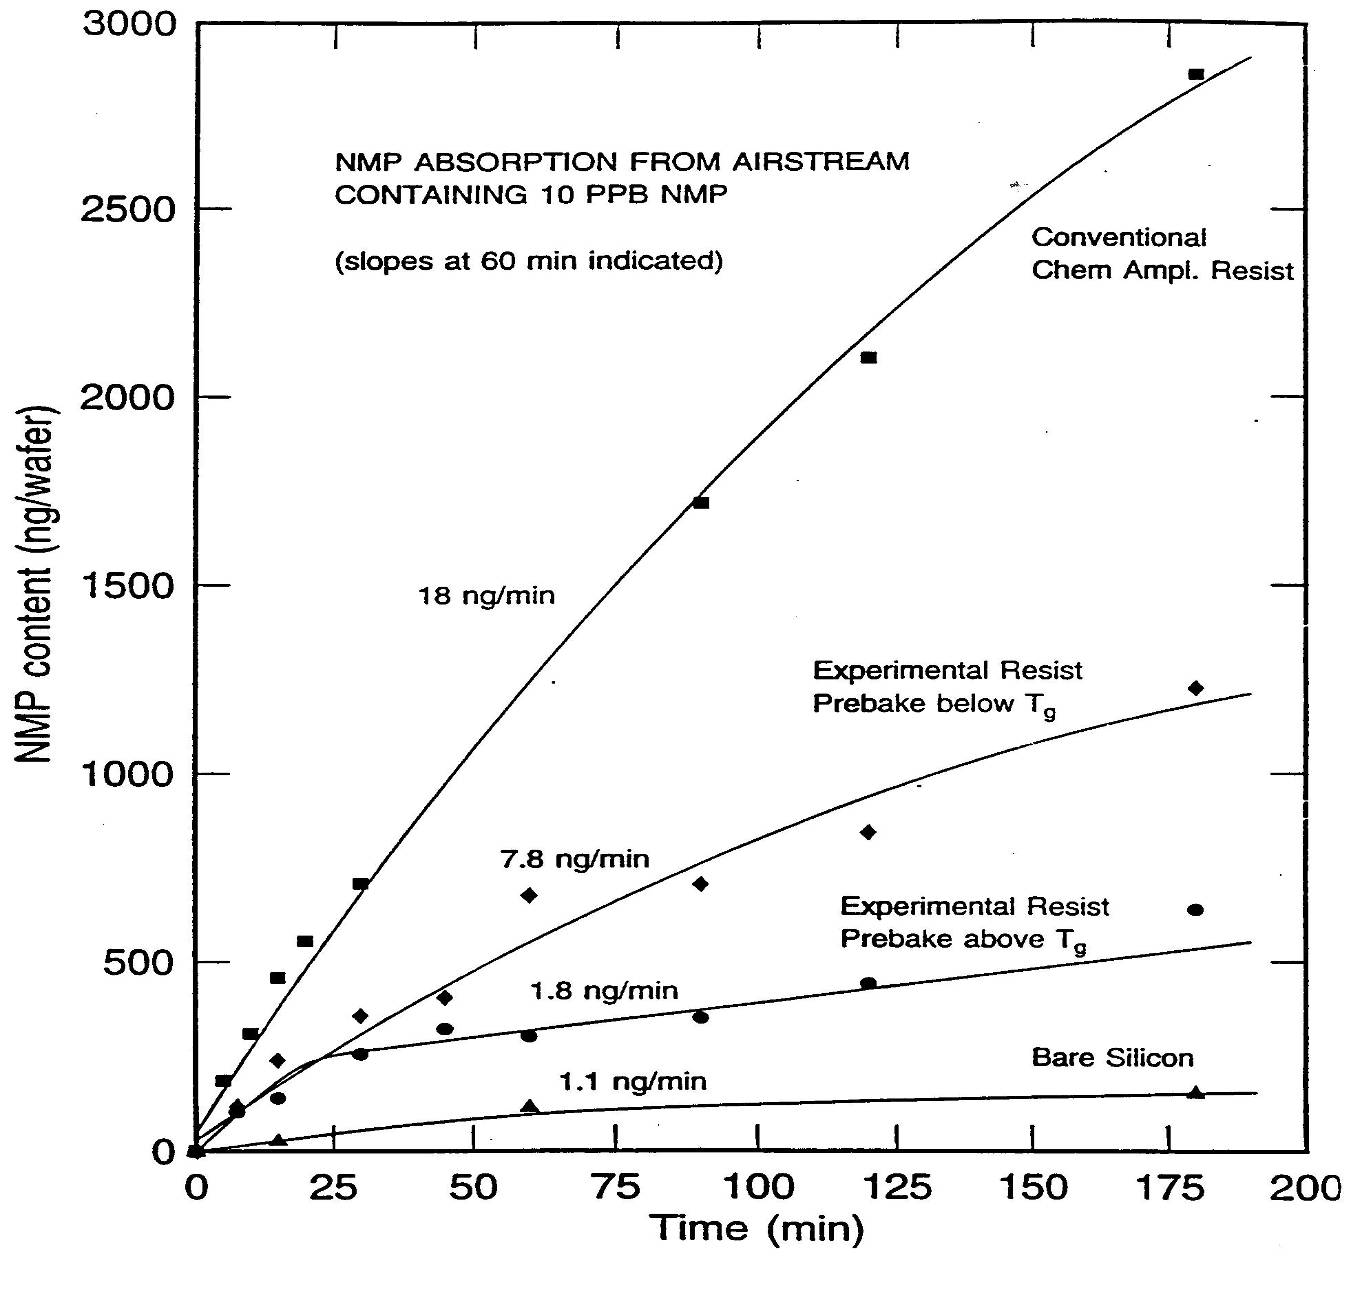 3000
2500
2000
1500
1000
500
0
NMP content (ng/wafer)
NMP ABSORPTION FROM AIRSTREAM
CONTAINING 10 PPB NMP
(slopes at 60 min indicated)
Conventional
Chem Ampl. Resist
18 ng/min
Experimental Resist
Prebake below Tg
7.8 ng/min
Experimental Resist
Prebake above Tg
1.8 ng/min
Bare Silicon
1.1 ng/min
0 25 50 75 100 125 150 175 200
Time (min)